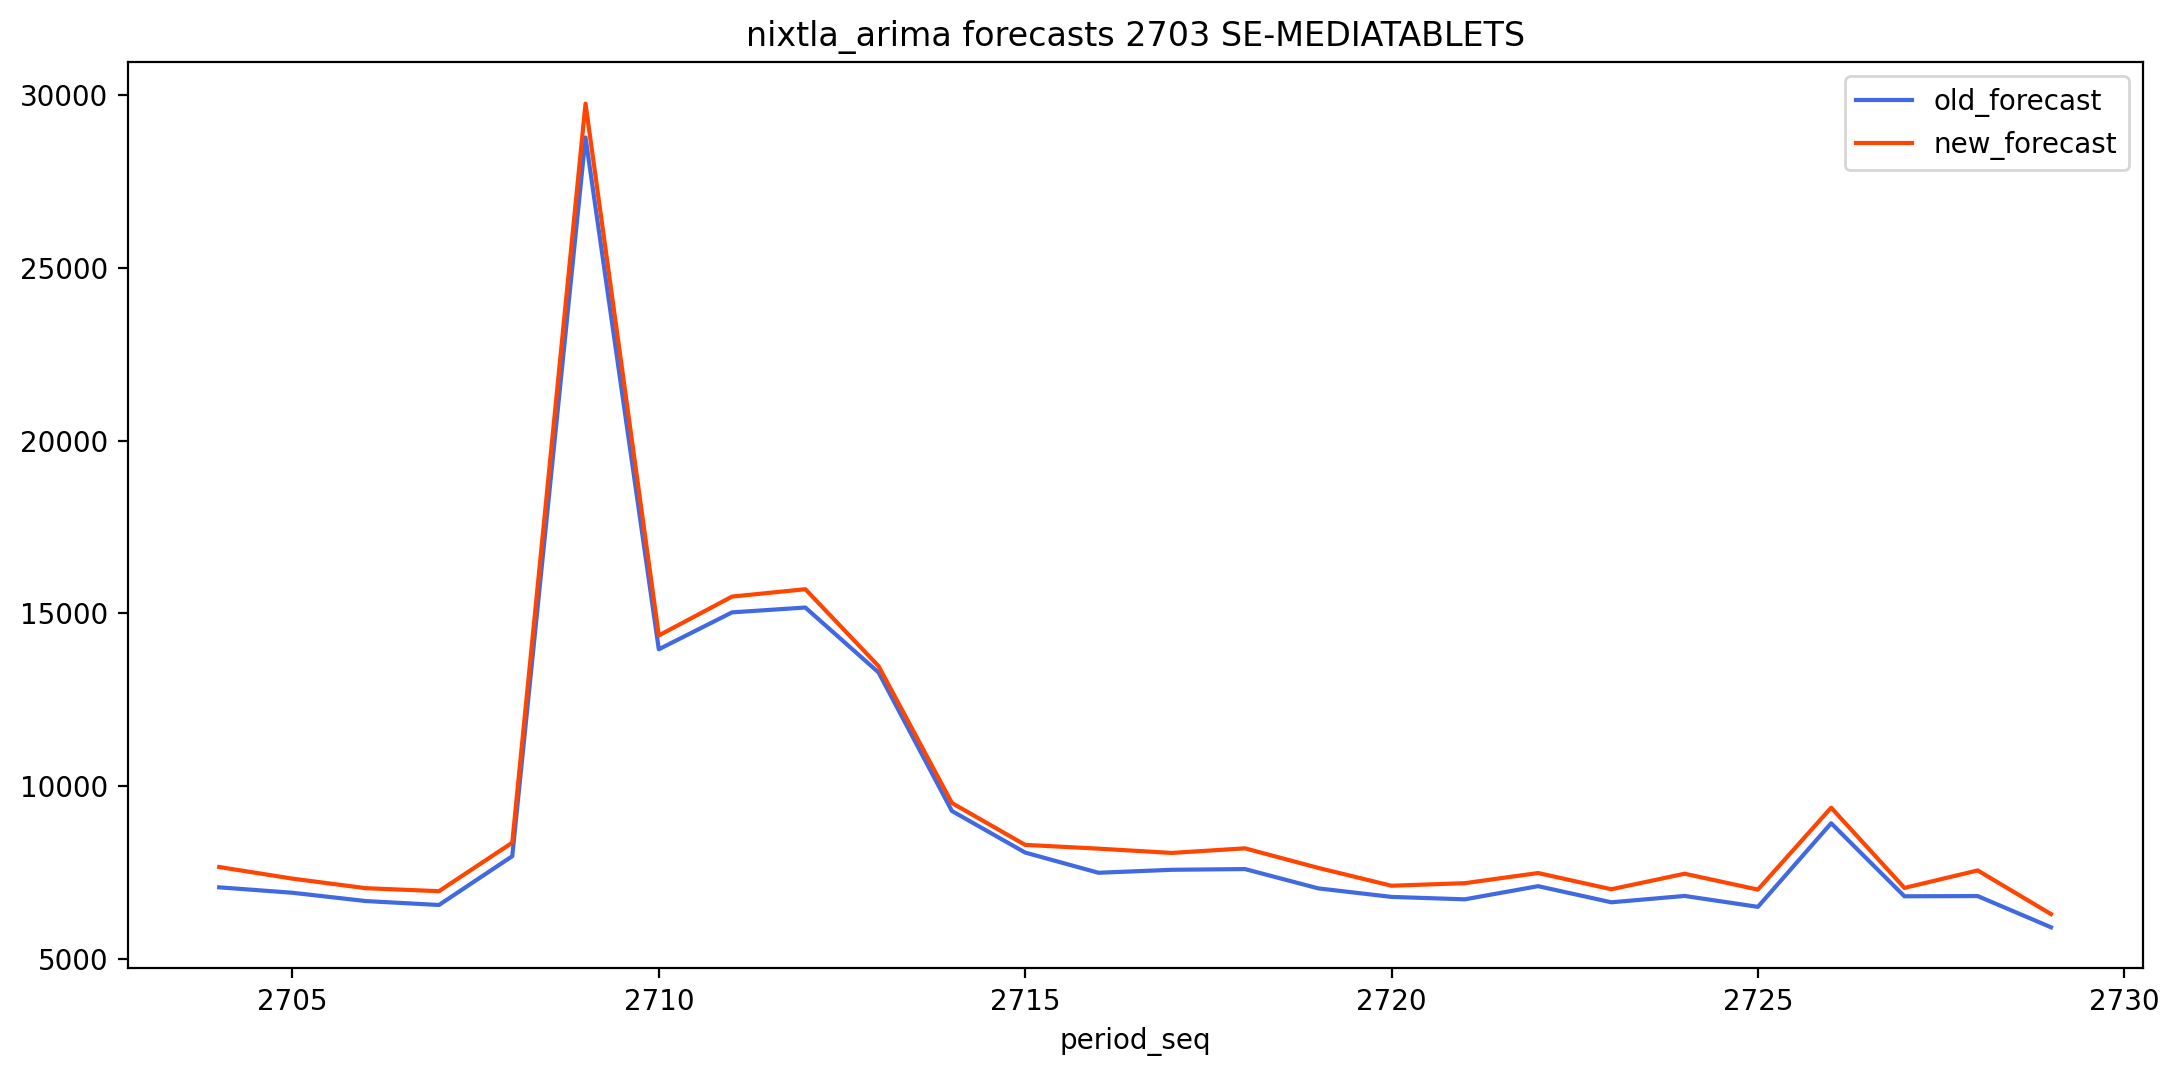 nixtla_arima forecasts 2703 SE-MEDIATABLETS
old_forecast
new_forecast
30000
25000
20000
15000
10000
5000
2705 2710 2715 2720 2725 2730
period_seq